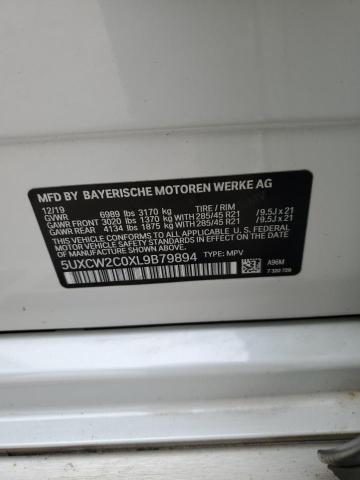 MFD BY BAYERISCHE MOTOREN WERKE AG
12/19
GVWR 6989 lbs 3170 kg TIRE / RIM
GAWR FRONT 3020 lbs 1370 kg WITH 285/45 R21 /9.5J x 21
GAWR REAR 4134 lbs 1875 kg WITH 285/45 R21 /9.5J x 21
THIS VEHICLE CONFORMS TO ALL APPLICABLE U. S. FEDERAL
MOTOR VEHICLE SAFETY STANDARDS IN EFFECT
ON THE DATE OF MANUFACTURE SHOWN ABOVE.
5UXCW2C0XL9B79894 TYPE: MPV
A96M